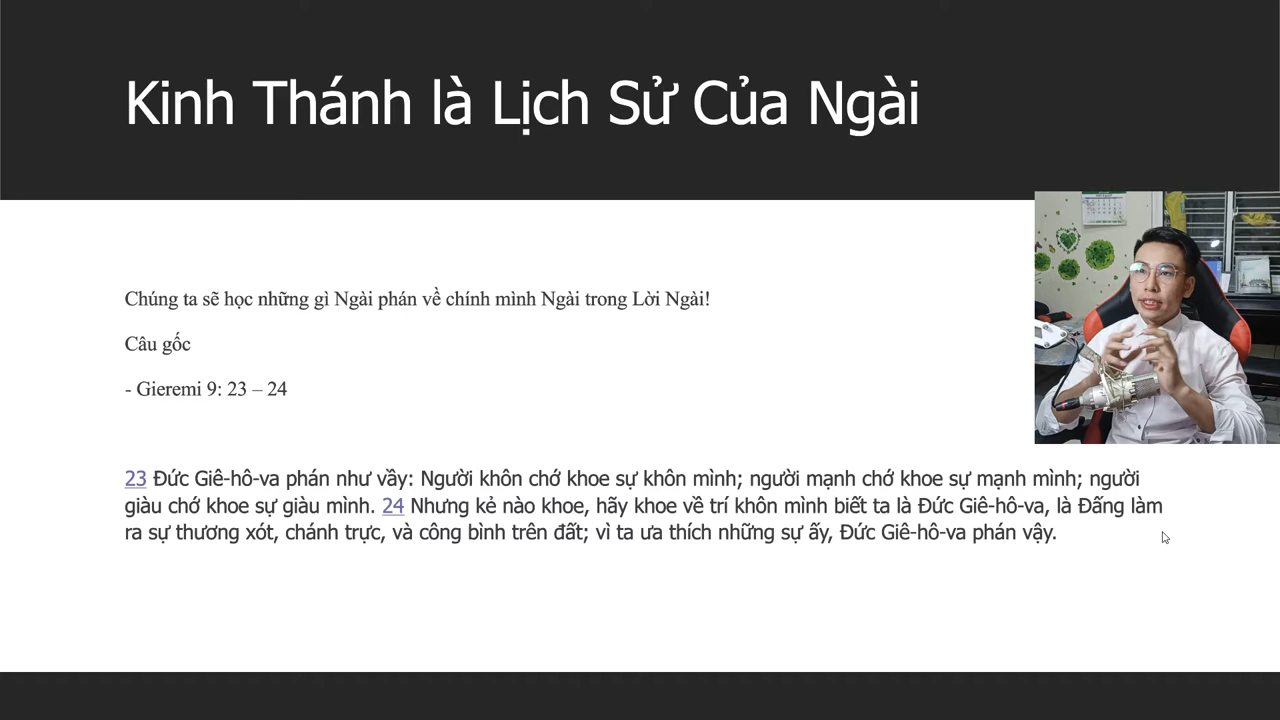 Kinh Thánh là Lịch Sử Của Ngài
Chúng ta sẽ học những gì Ngài phán về chính mình Ngài trong Lời Ngài!
Câu gốc
- Gieremi 9: 23 – 24
23 Đức Giê-hô-va phán như vầy: Người khôn chớ khoe sự khôn mình; người mạnh chớ khoe sự mạnh mình; người
giàu chớ khoe sự giàu mình. 24 Nhưng kẻ nào khoe, hãy khoe về trí khôn mình biết ta là Đức Giê-hô-va, là Đấng làm
ra sự thương xót, chánh trực, và công bình trên đất; vì ta ưa thích những sự ấy, Đức Giê-hô-va phán vậy.